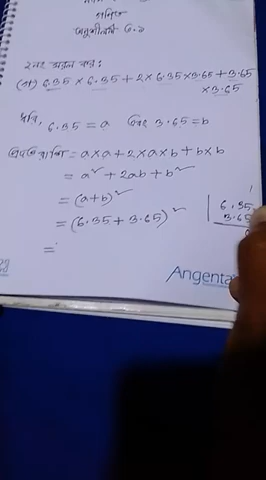 গণিত
অনুশীলনী ৩.১
২নং সরল কর:
(গ) 6.35 × 6.35 + 2 × 6.35 × 3.65 + 3.65
× 3.65
ধরি, 6.35 = a এবং 3.65 = b
প্রদত্ত রাশি = a × a + 2 × a × b + b × b
= a² + 2ab + b²
= (a+b)²
= (6.35 + 3.65)²
=
6.35
3.65
Angenta